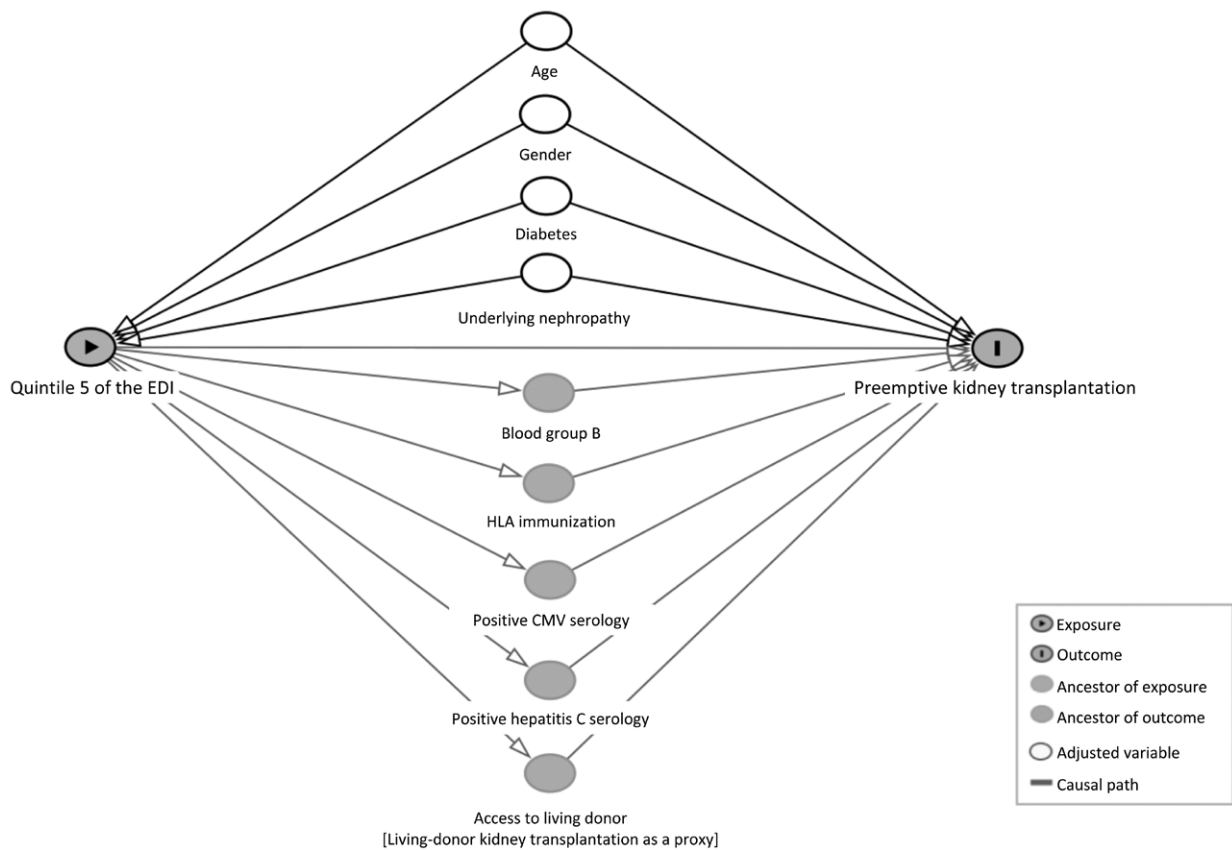 Age
Gender
Diabetes
Underlying nephropathy
Quintile 5 of the EDI
Preemptive kidney transplantation
Blood group B
HLA immunization
Positive CMV serology
Positive hepatitis C serology
Access to living donor
[Living-donor kidney transplantation as a proxy]
Exposure
Outcome
Ancestor of exposure
Ancestor of outcome
Adjusted variable
Causal path